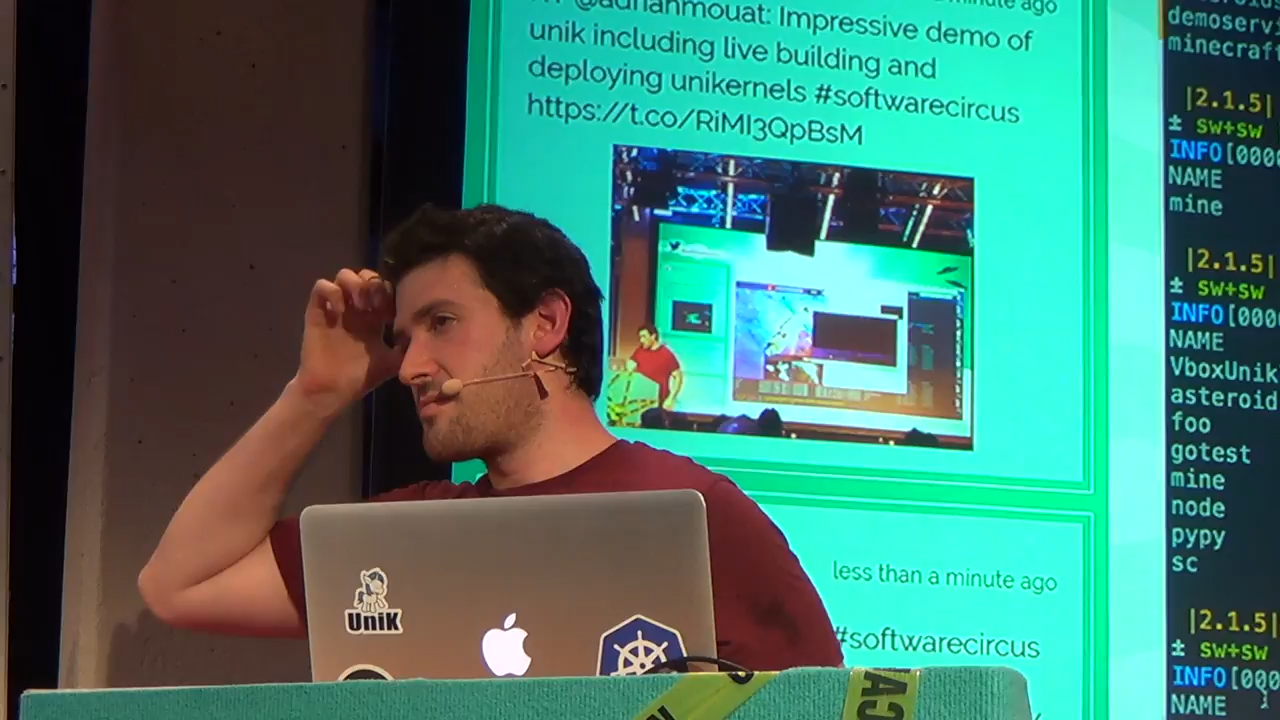 @adrianmouat: Impressive demo of
unik including live building and
deploying unikernels #softwarecircus
https://t.co/RiMI3QpBsM
minute ago
less than a minute ago
#softwarecircus
demoserv
minecraft
|2.1.5|
± sw+sw
INFO[000
NAME
mine
|2.1.5|
± sw+sw
INFO[000
NAME
VboxUnik
asteroid
foo
gotest
mine
node
pypy
sc
|2.1.5|
± sw+sw
INFO[000
NAME
UniK